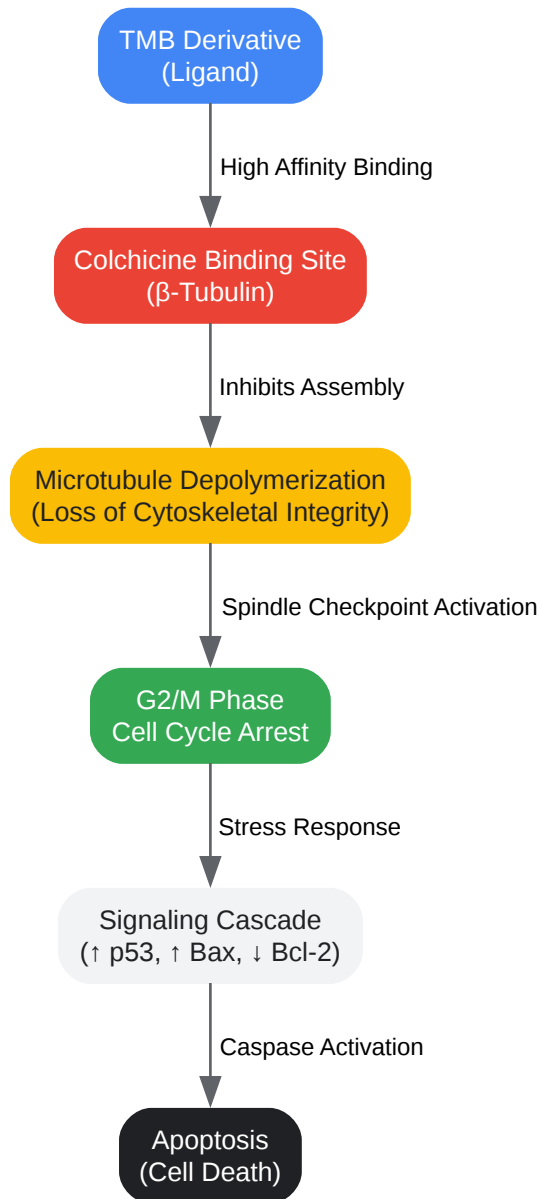 TMB Derivative
(Ligand)
High Affinity Binding
Colchicine Binding Site
(β-Tubulin)
Inhibits Assembly
Microtubule Depolymerization
(Loss of Cytoskeletal Integrity)
Spindle Checkpoint Activation
G2/M Phase
Cell Cycle Arrest
Stress Response
Signaling Cascade
(↑ p53, ↑ Bax, ↓ Bcl-2)
Caspase Activation
Apoptosis
(Cell Death)